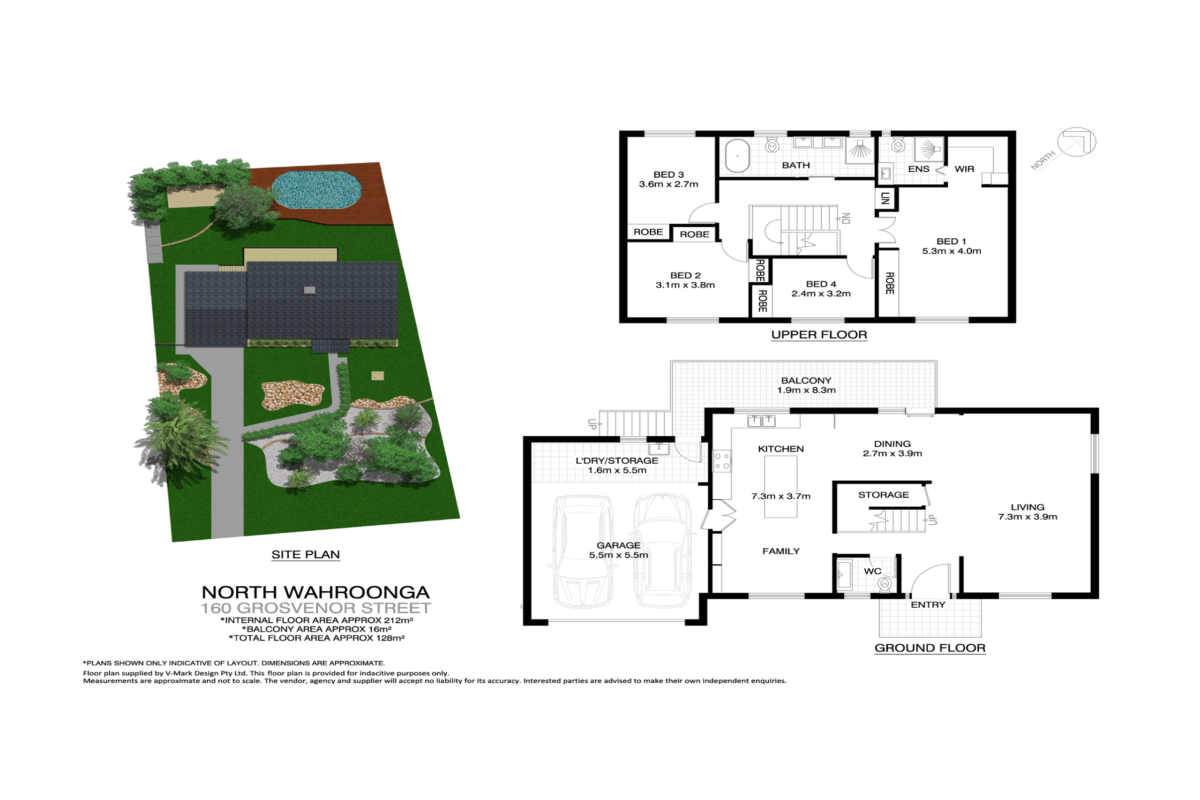 BED 3
3.6m x 2.7m
BATH
ENS
WIR
NORTH
LIN
ROBE
ROBE
DN
BED 1
5.3m x 4.0m
BED 2
3.1m x 3.8m
ROBE
ROBE
BED 4
2.4m x 3.2m
ROBE
UPPER FLOOR
BALCONY
1.9m x 8.3m
UP
KITCHEN
DINING
2.7m x 3.9m
L'DRY/STORAGE
1.6m x 5.5m
7.3m x 3.7m
STORAGE
UP
LIVING
7.3m x 3.9m
GARAGE
5.5m x 5.5m
FAMILY
WC
ENTRY
GROUND FLOOR
SITE PLAN
NORTH WAHROONGA
160 GROSVENOR STREET
*INTERNAL FLOOR AREA APPROX 212m²
*BALCONY AREA APPROX 16m²
*TOTAL FLOOR AREA APPROX 128m²
*PLANS SHOWN ONLY INDICATIVE OF LAYOUT. DIMENSIONS ARE APPROXIMATE.
Floor plan supplied by V-Mark Design Pty Ltd. This floor plan is provided for indacitive purposes only.
Measurements are approximate and not to scale. The vendor, agency and supplier will accept no liability for its accuracy. Interested parties are advised to make their own independent enquiries.